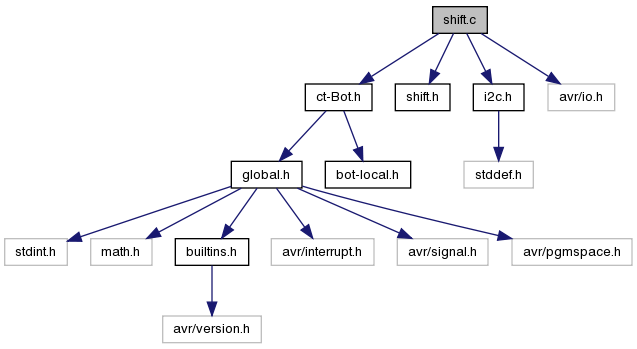 shift.c
ct-Bot.h
shift.h
i2c.h
avr/io.h
global.h
bot-local.h
stddef.h
stdint.h
math.h
builtins.h
avr/interrupt.h
avr/signal.h
avr/pgmspace.h
avr/version.h